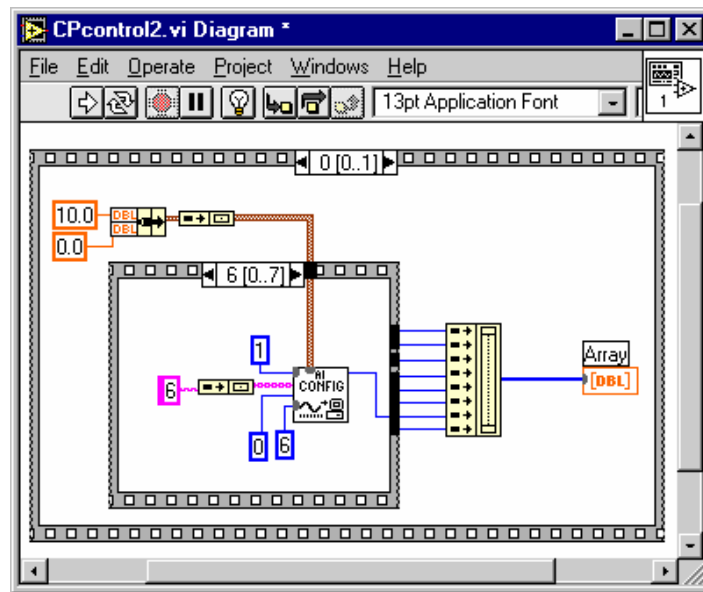 CPcontrol2.vi Diagram *
File Edit Operate Project Windows Help
13pt Application Font
1
0 [0..1]
10.0
DBL
DBL
0.0
6 [0..7]
1
6
AI
CONFIG
0
6
Array
[DBL]